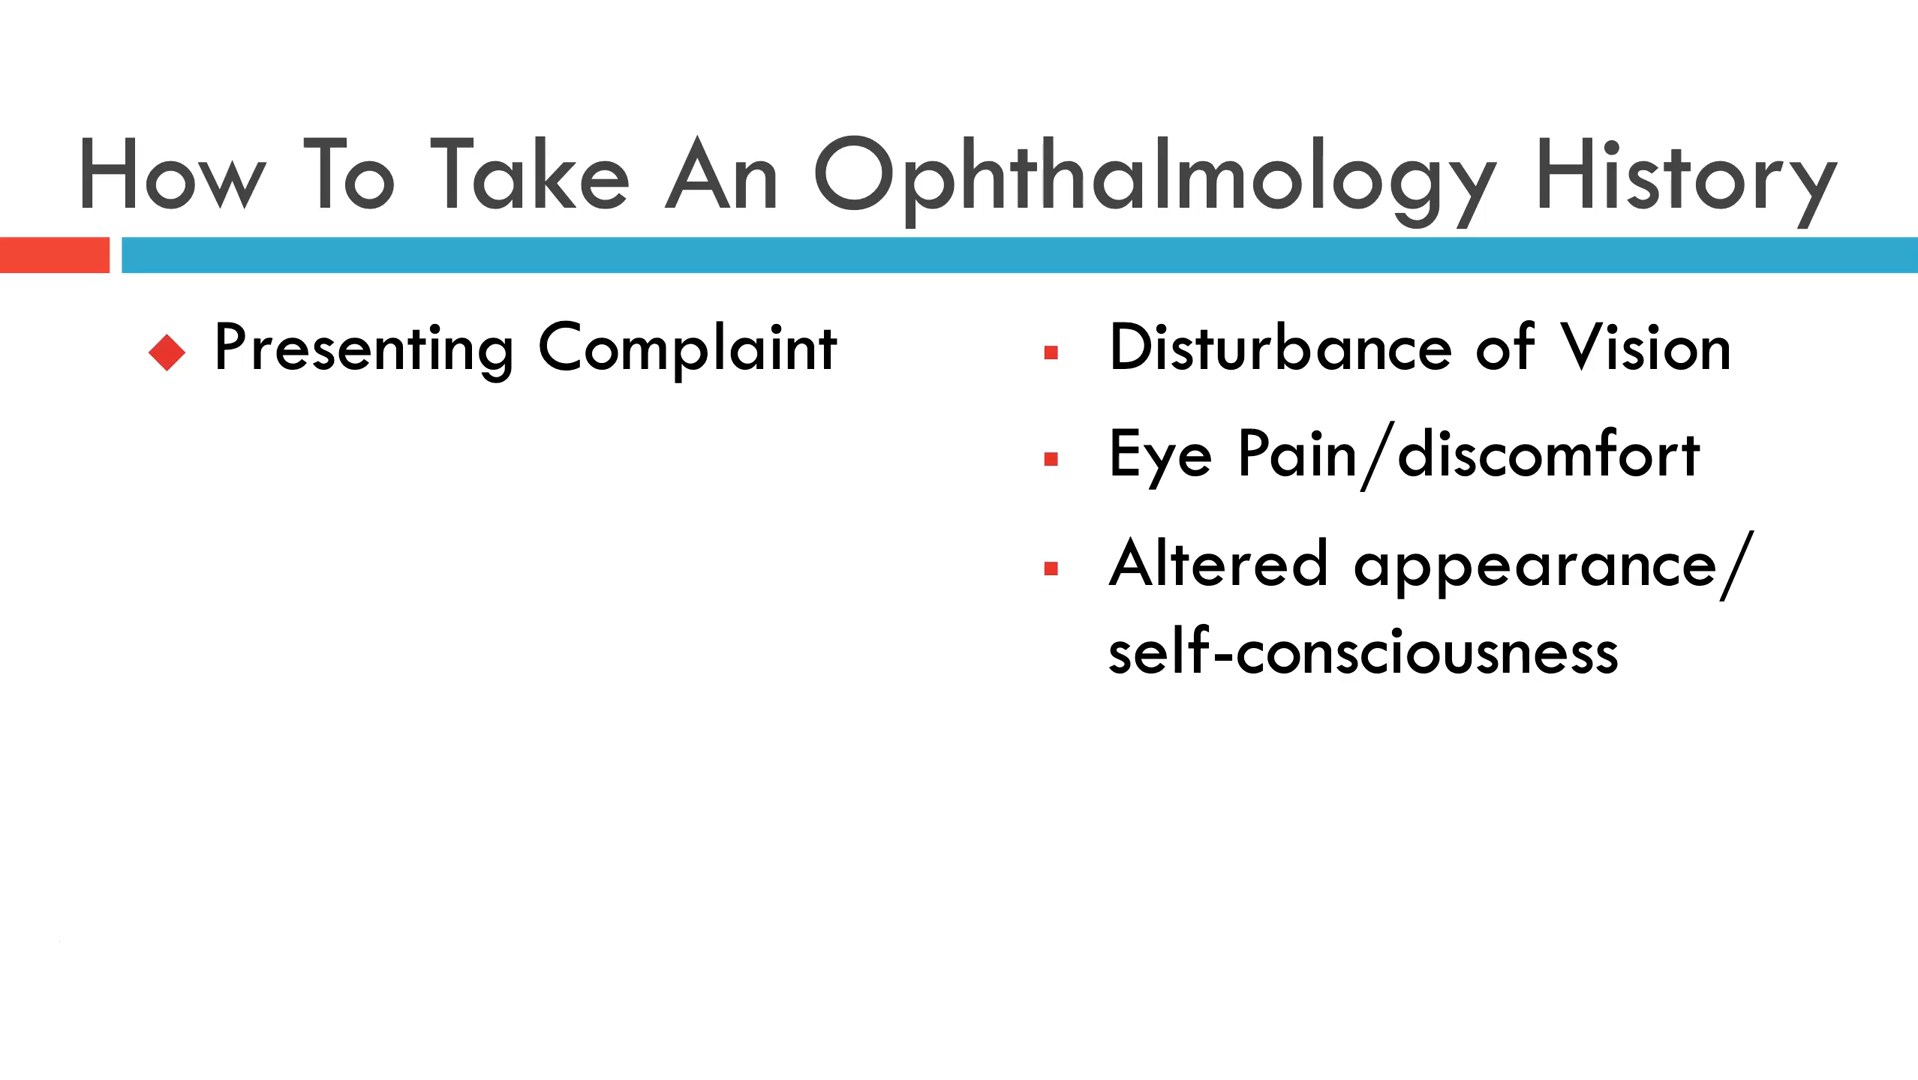 How To Take An Ophthalmology History
Presenting Complaint
Disturbance of Vision
Eye Pain/discomfort
Altered appearance/
self-consciousness